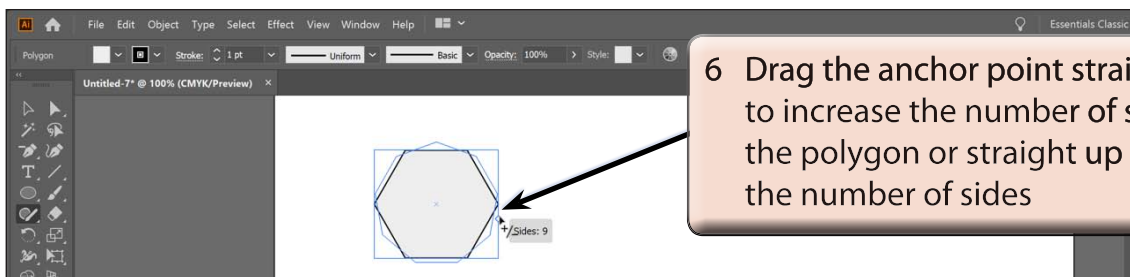 Ai File Edit Object Type Select Effect View Window Help Essentials Classic
Polygon Stroke: 1 pt Uniform Basic Opacity: 100% Style:
Untitled-7* @ 100% (CMYK/Preview) ×
Sides: 9
6 Drag the anchor point
to increase the number of
the polygon or straight up
the number of sides